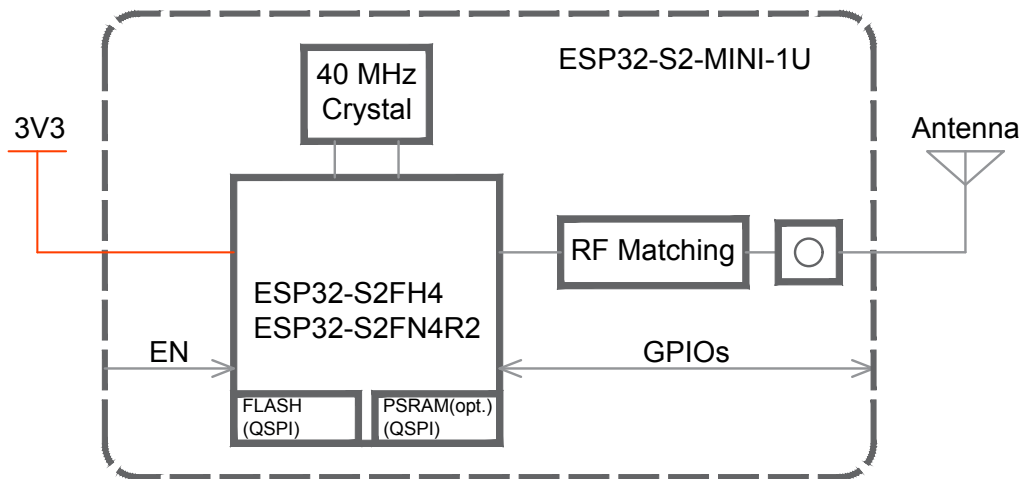 ESP32-S2-MINI-1U
40 MHz
Crystal
3V3
Antenna
RF Matching
ESP32-S2FH4
ESP32-S2FN4R2
EN
GPIOs
FLASH
(QSPI)
PSRAM(opt.)
(QSPI)